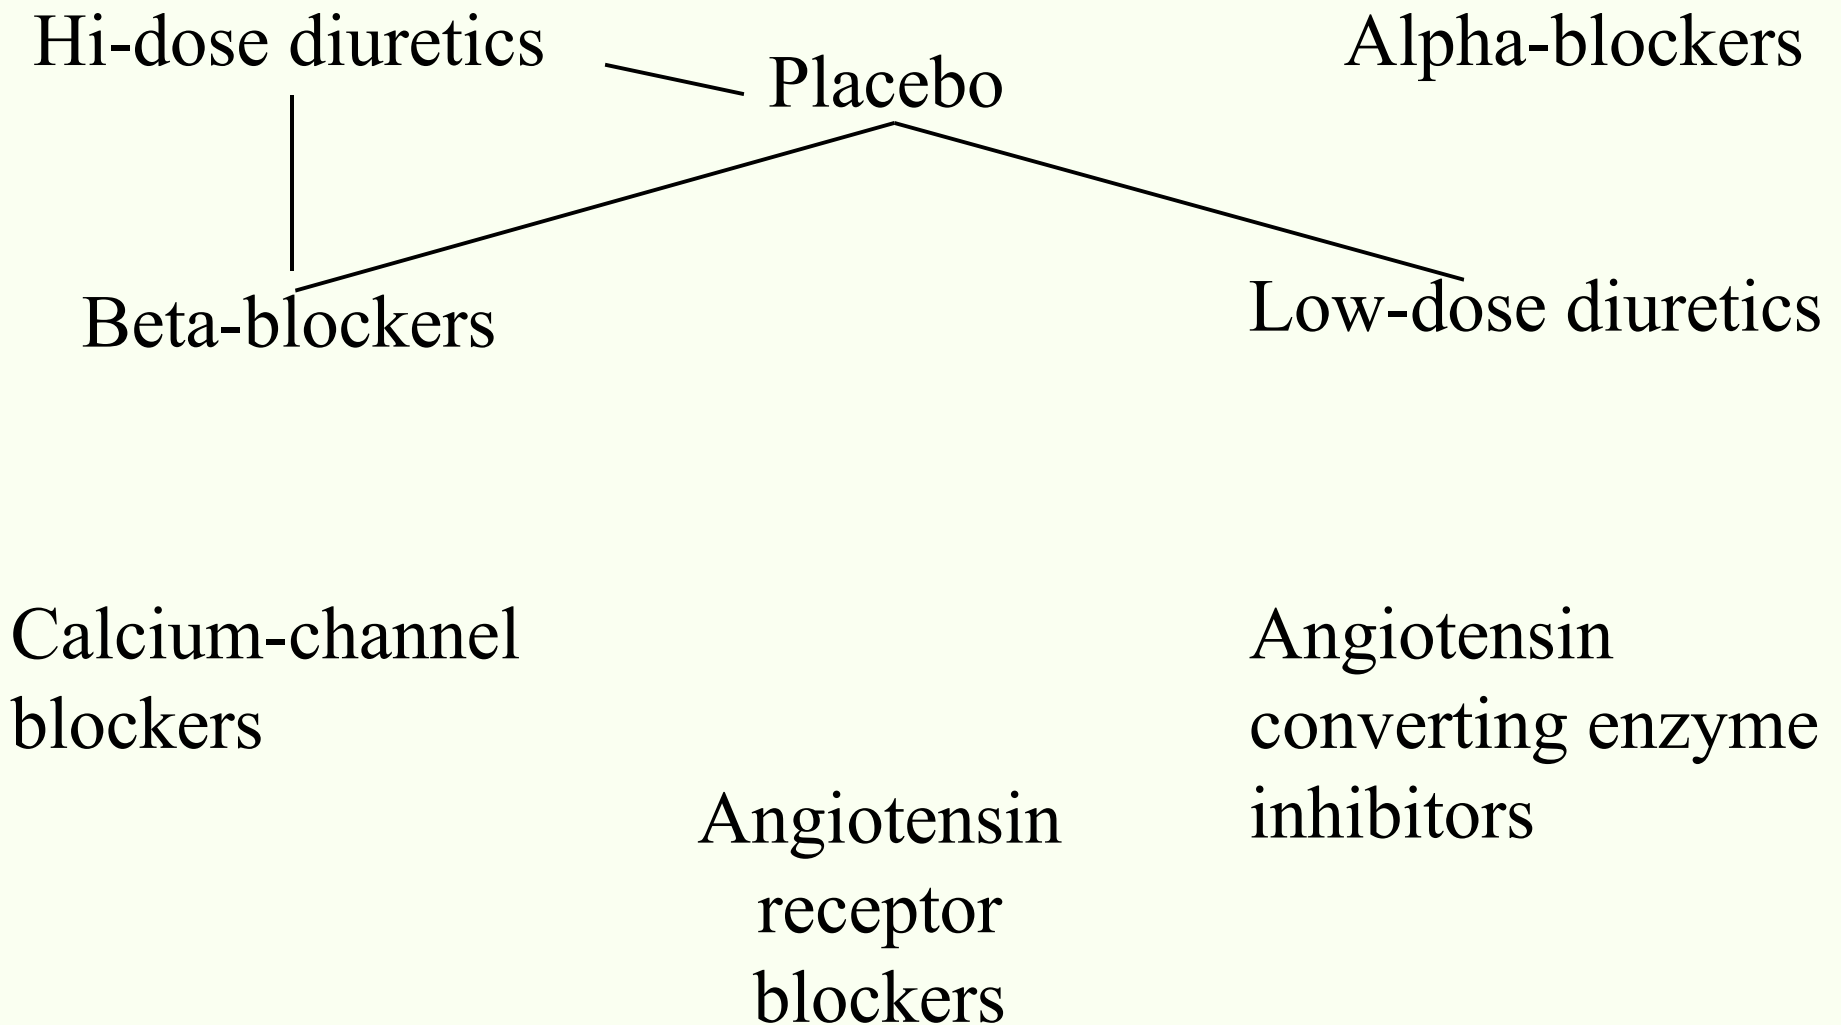 Hi-dose diuretics
Placebo
Alpha-blockers
Beta-blockers
Low-dose diuretics
Calcium-channel
blockers
Angiotensin
converting enzyme
inhibitors
Angiotensin
receptor
blockers